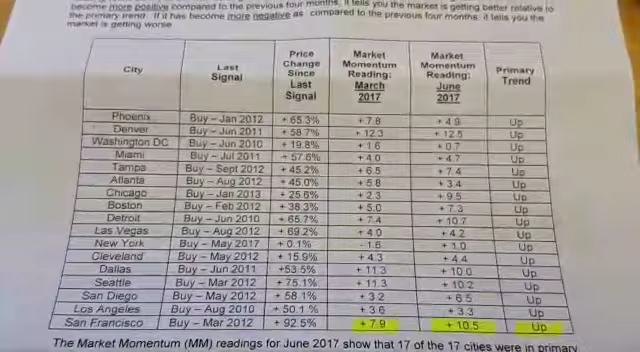 become more positive compared to the previous four months, it tells you the market is getting better relative to
the primary trend. If it has become more negative as compared to the previous four months, it tells you the
market is getting worse.
City Last Signal Price Change Since Last Signal Market Momentum Reading: March 2017 Market Momentum Reading: June 2017 Primary Trend
Phoenix Buy – Jan 2012 + 65.3% + 7.8 + 4.9 Up
Denver Buy – Jun 2011 + 58.7% + 12.3 + 12.5 Up
Washington DC Buy – Jun 2010 + 19.8% + 1.6 + 0.7 Up
Miami Buy – Jul 2011 + 57.6% + 4.0 + 4.7 Up
Tampa Buy – Sept 2012 + 45.2% + 6.5 + 7.4 Up
Atlanta Buy – Aug 2012 + 45.0% + 5.8 + 3.4 Up
Chicago Buy – Jan 2013 + 25.6% + 2.3 + 9.5 Up
Boston Buy – Feb 2012 + 38.3% + 5.0 + 7.3 Up
Detroit Buy – Jun 2010 + 65.7% + 7.4 + 10.7 Up
Las Vegas Buy – Aug 2012 + 69.2% + 4.0 + 4.2 Up
New York Buy – May 2017 + 0.1% - 1.6 + 1.0 Up
Cleveland Buy – May 2012 + 15.9% + 4.3 + 4.4 Up
Dallas Buy – Jun 2011 +53.5% + 11.3 + 10.0 Up
Seattle Buy – Mar 2012 + 75.1% + 11.3 + 10.2 Up
San Diego Buy – May 2012 + 58.1% + 3.2 + 6.5 Up
Los Angeles Buy – Aug 2010 + 50.1 % + 3.6 + 3.3 Up
San Francisco Buy – Mar 2012 + 92.5% + 7.9 + 10.5 Up
The Market Momentum (MM) readings for June 2017 show that 17 of the 17 cities were in primary